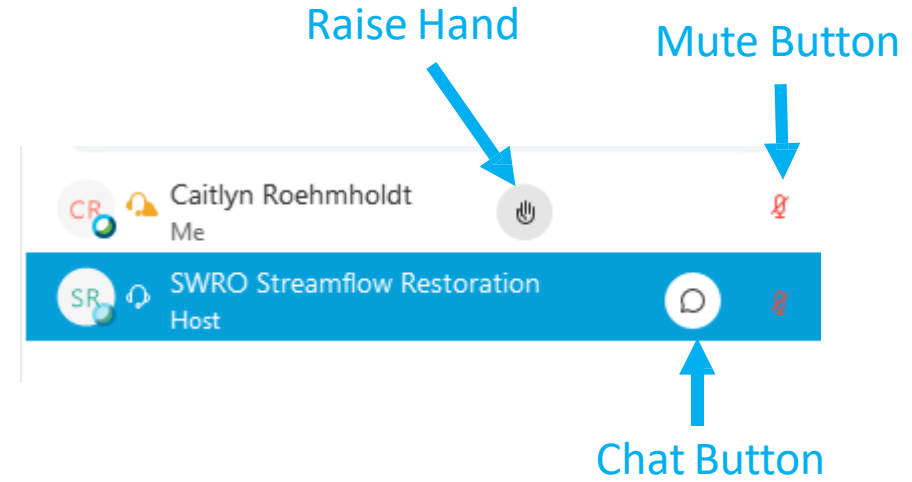 Raise Hand
Mute Button
CR
Caitlyn Roehmholdt
Me
SR
SWRO Streamflow Restoration
Host
Chat Button